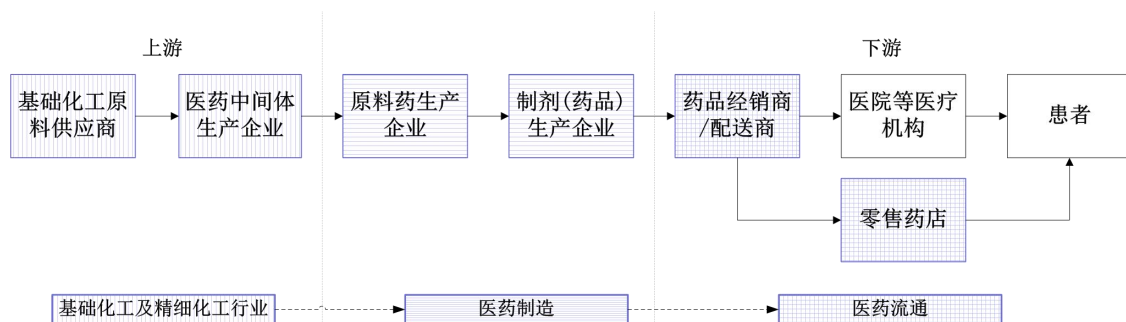 上游
下游
基础化工原
料供应商
医药中间体
生产企业
原料药生产
企业
制剂(药品)
生产企业
药品经销商
/配送商
医院等医疗
机构
患者
零售药店
基础化工及精细化工行业
医药制造
医药流通